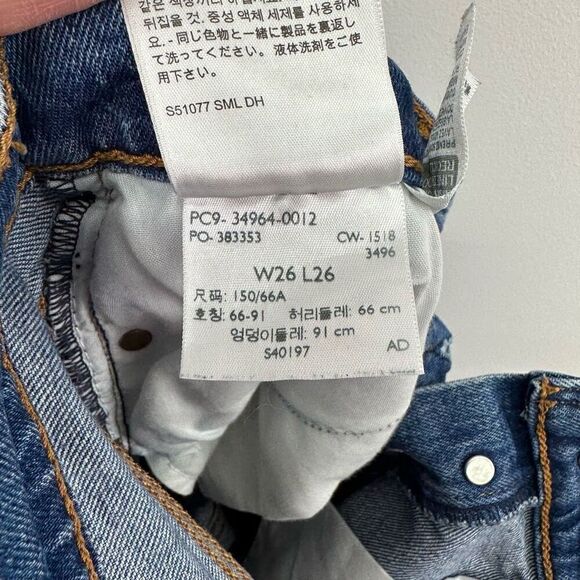 뒤집을 것. 중성 액체 세제를 사용하세
요. -同じ色物と一緒に製品を裏返し
て洗ってください。液体洗剤をご使
用下さい。
S51077 SML DH
PC9- 34964-0012
PO- 383353 CW- 1518
3496
W26 L26
尺码: 150/66A
호칭: 66-91 허리둘레: 66 cm
엉덩이둘레: 91 cm
S40197 AD